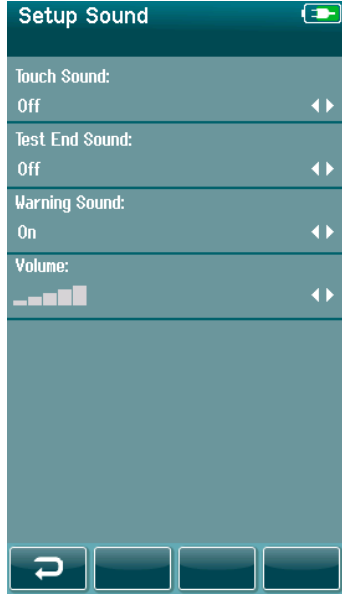 Setup Sound
Touch Sound:
Off
Test End Sound:
Off
Warning Sound:
On
Volume: